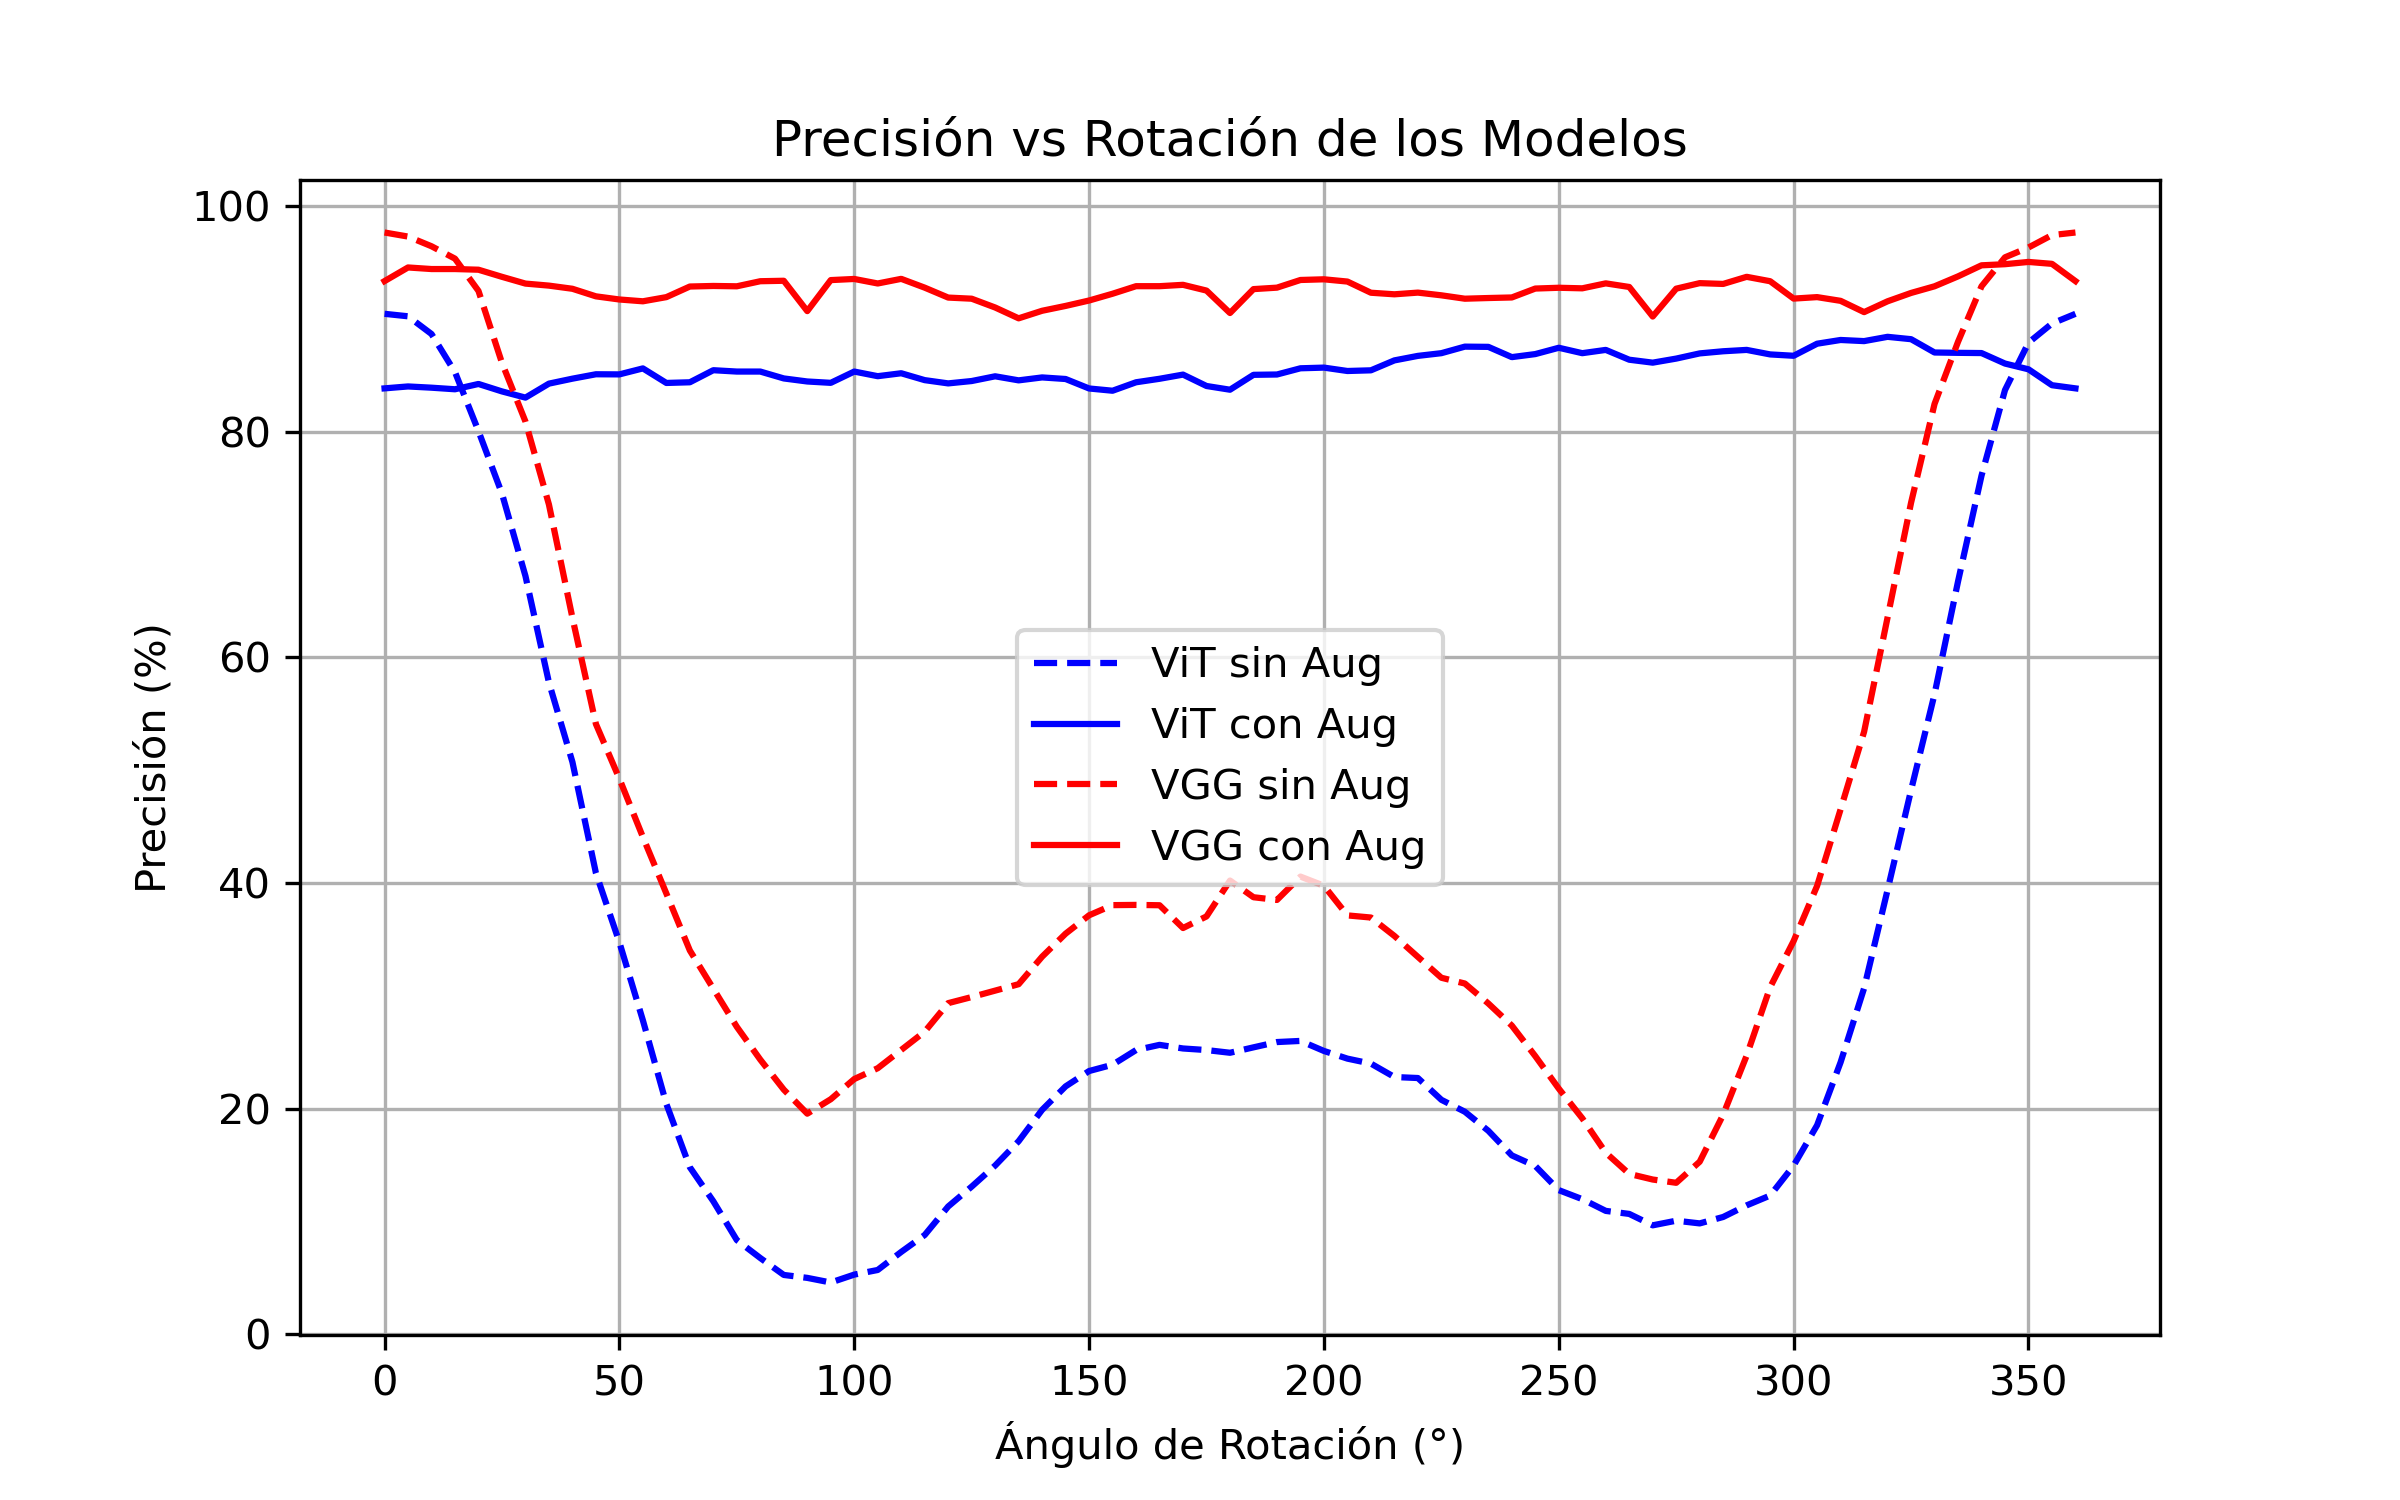 Precisión vs Rotación de los Modelos
100
80
60
40
20
0
Precisión (%)
ViT sin Aug
ViT con Aug
VGG sin Aug
VGG con Aug
0 50 100 150 200 250 300 350
Ángulo de Rotación (°)